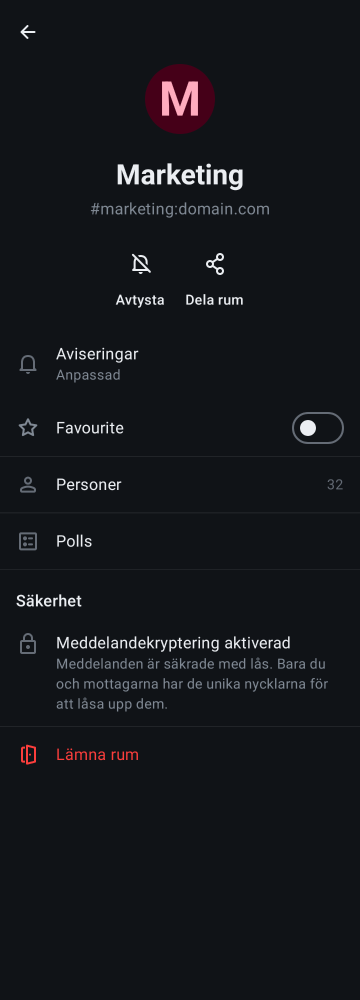 M
Marketing
#marketing:domain.com
Avtysta
Dela rum
Aviseringar
Anpassad
Favourite
Personer
32
Polls
Säkerhet
Meddelandekryptering aktiverad
Meddelanden är säkrade med lås. Bara du
och mottagarna har de unika nycklarna för
att låsa upp dem.
Lämna rum